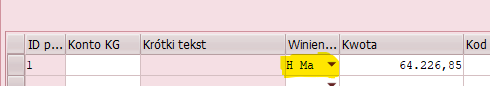 ID p... Konto KG Krótki tekst Winien... Kwota Kod
1 H Ma 64.226,85